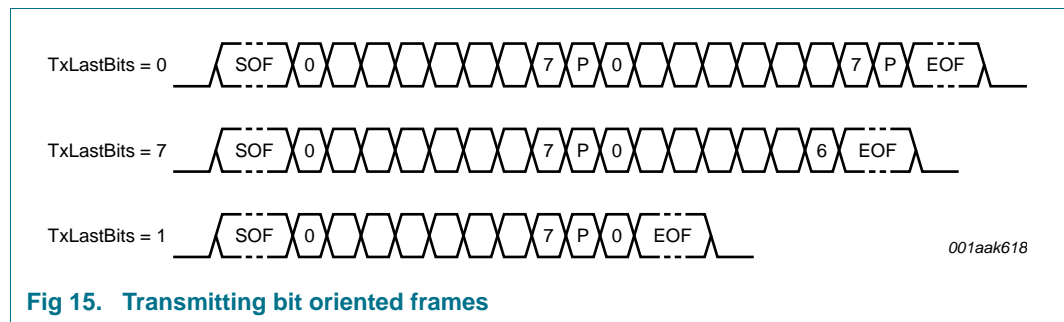 TxLastBits = 0 SOF 0 7 P 0 7 P EOF
TxLastBits = 7 SOF 0 7 P 0 6 EOF
TxLastBits = 1 SOF 0 7 P 0 EOF
001aak618
Fig 15. Transmitting bit oriented frames